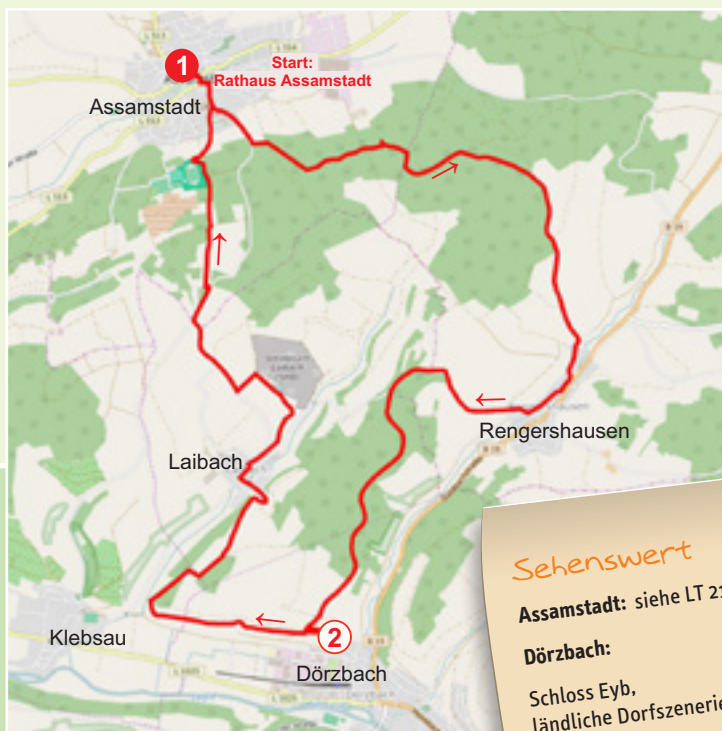 1
Start:
Rathaus Assamstadt
Assamstadt
Rengershausen
Laibach
Klebsau
2
Dörzbach
Sehenswert
Assamstadt: siehe LT 21
Dörzbach:
Schloss Eyb,
ländliche Dorfszenerie